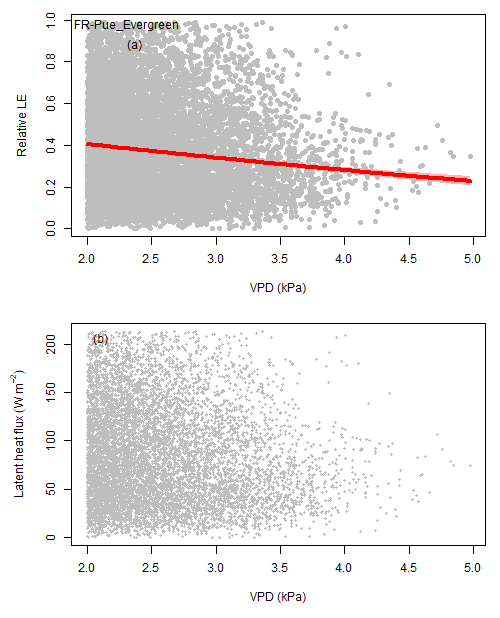 FR-Pue_Evergreen
(a)
Relative LE
0.0 0.2 0.4 0.6 0.8 1.0
2.0 2.5 3.0 3.5 4.0 4.5 5.0
VPD (kPa)
(b)
Latent heat flux (W m⁻²)
0 50 100 150 200
2.0 2.5 3.0 3.5 4.0 4.5 5.0
VPD (kPa)